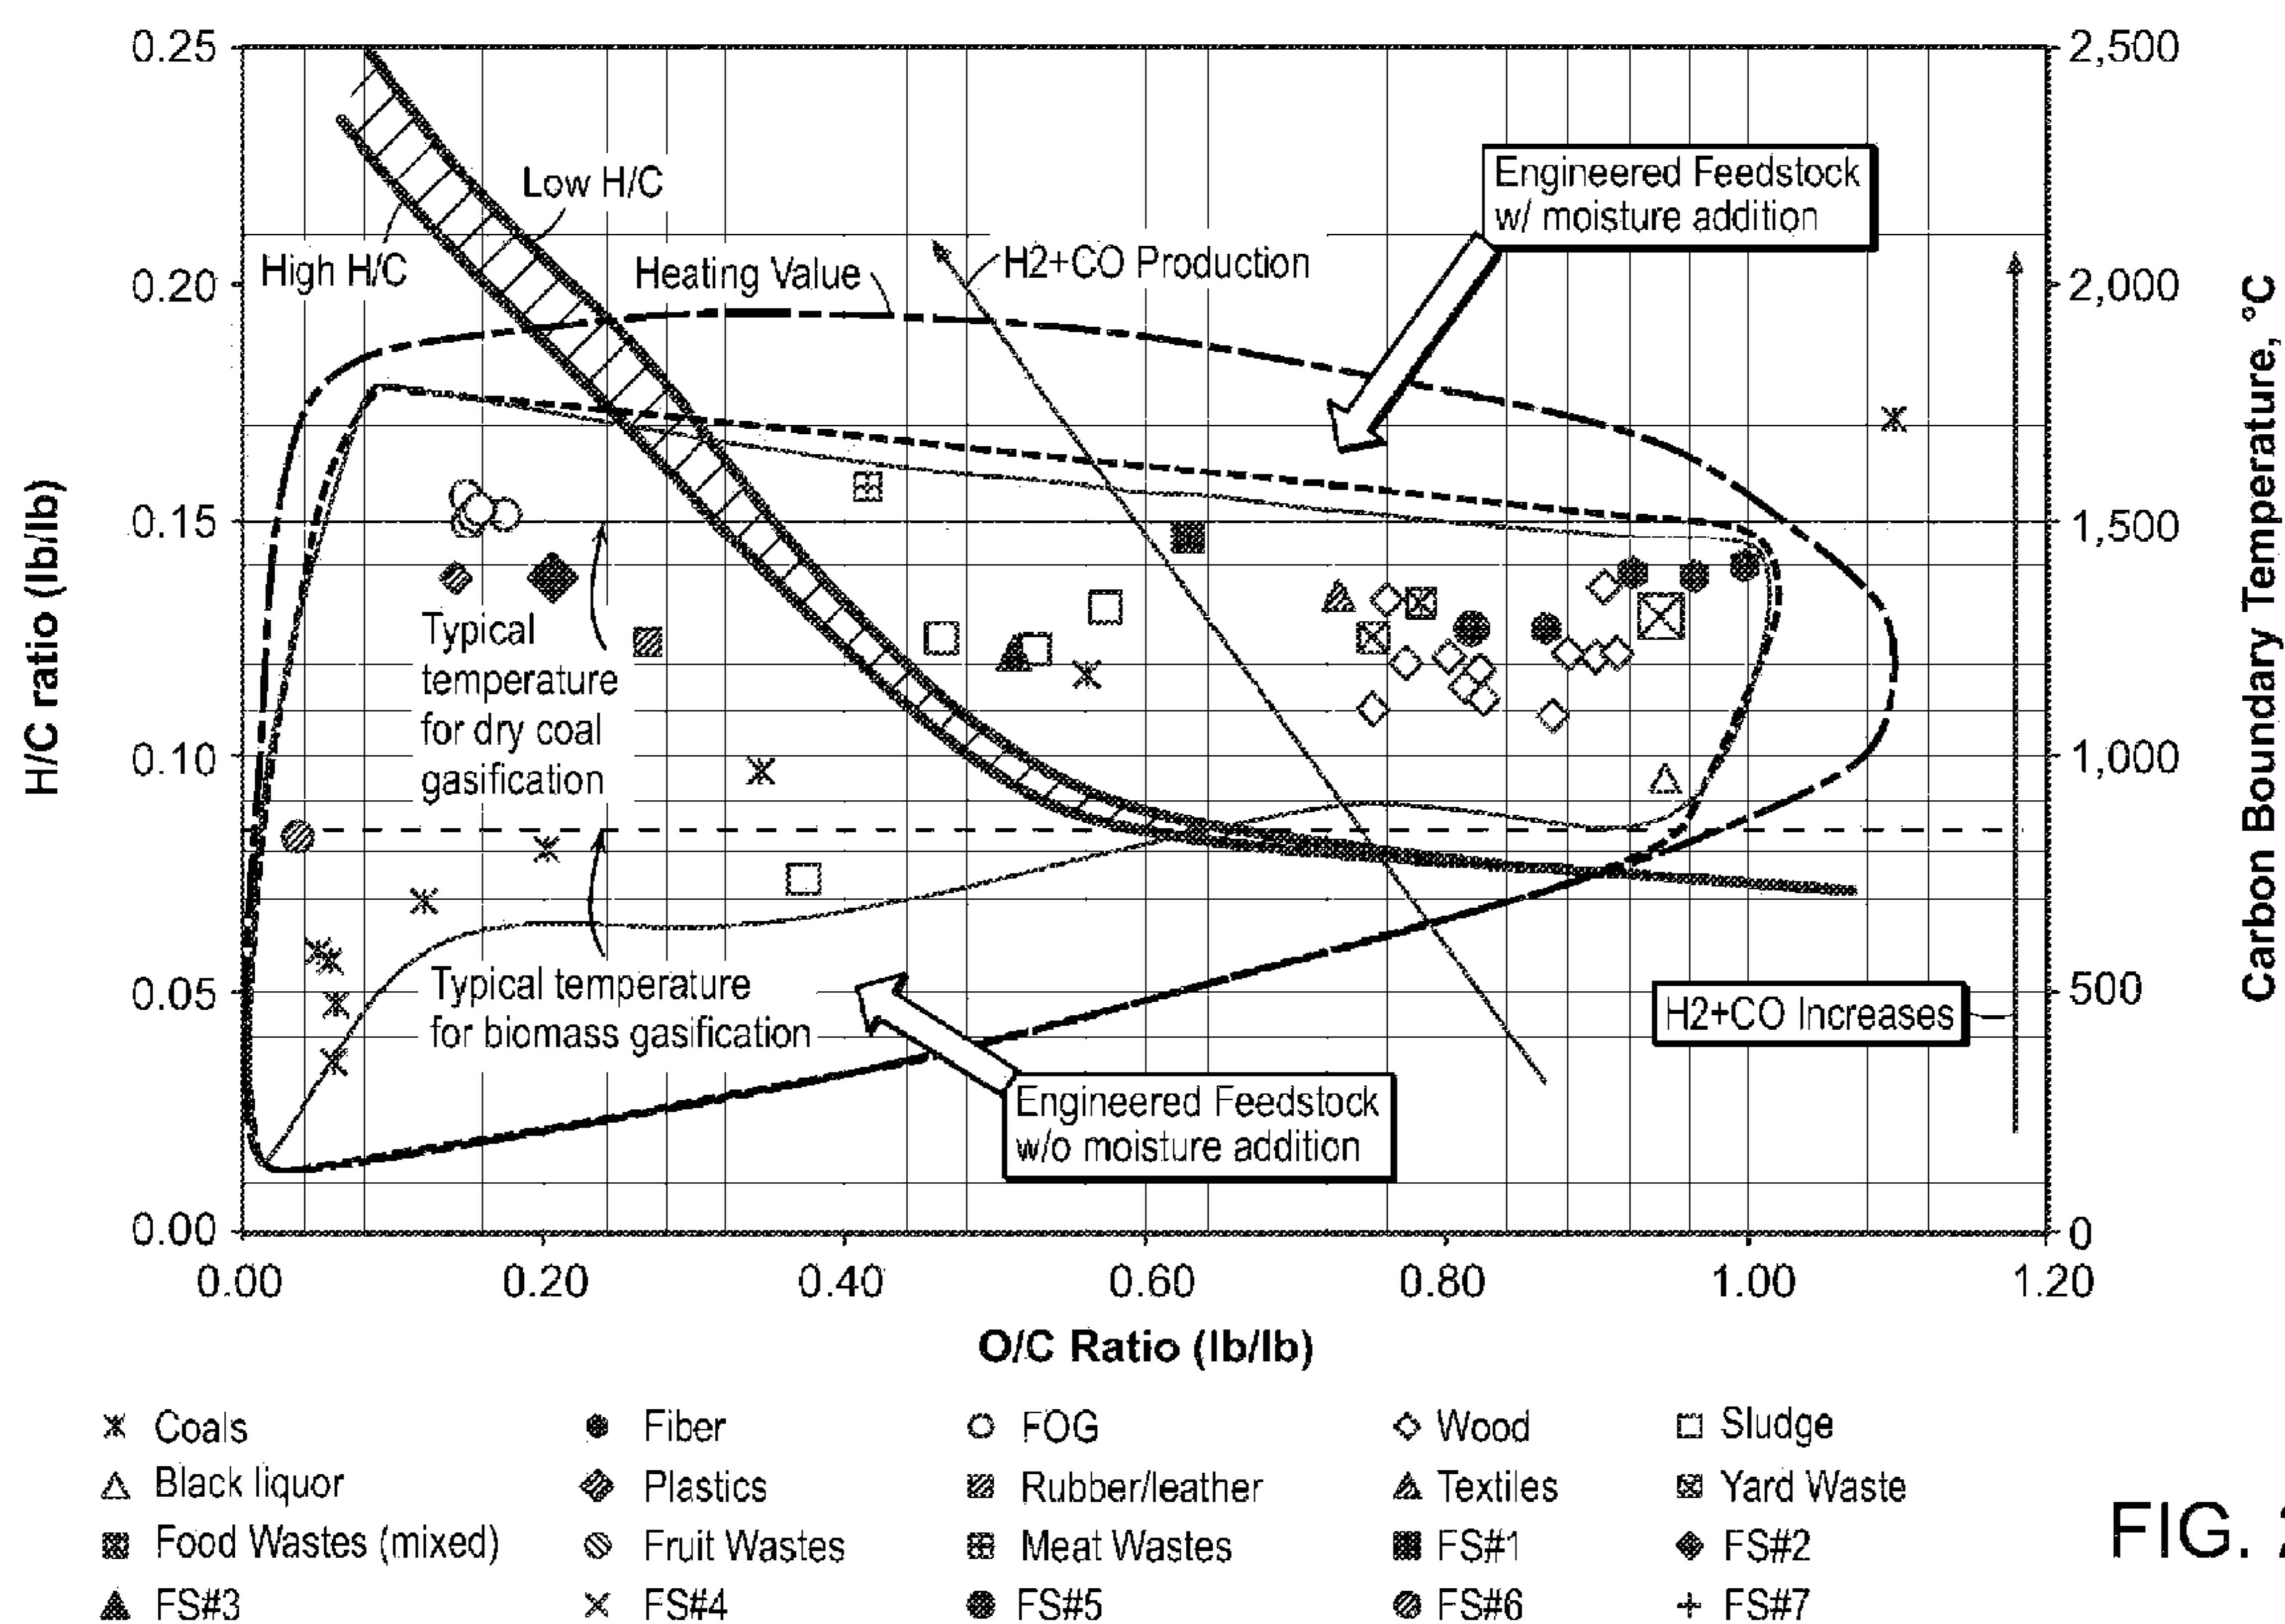 0.25
0.20
0.15
0.10
0.05
0.00
H/C ratio (lb/lb)
2,500
2,000
1,500
1,000
500
0
Carbon Boundary Temperature, °C
Low H/C
High H/C
Heating Value
H2+CO Production
Engineered Feedstock
w/ moisture addition
Typical
temperature
for dry coal
gasification
Typical temperature
for biomass gasification
Engineered Feedstock
w/o moisture addition
H2+CO Increases
0.00 0.20 0.40 0.60 0.80 1.00 1.20
O/C Ratio (lb/lb)
Coals Fiber FOG Wood Sludge
Black liquor Plastics Rubber/leather Textiles Yard Waste
Food Wastes (mixed) Fruit Wastes Meat Wastes FS#1 FS#2
FS#3 FS#4 FS#5 FS#6 FS#7
FIG.